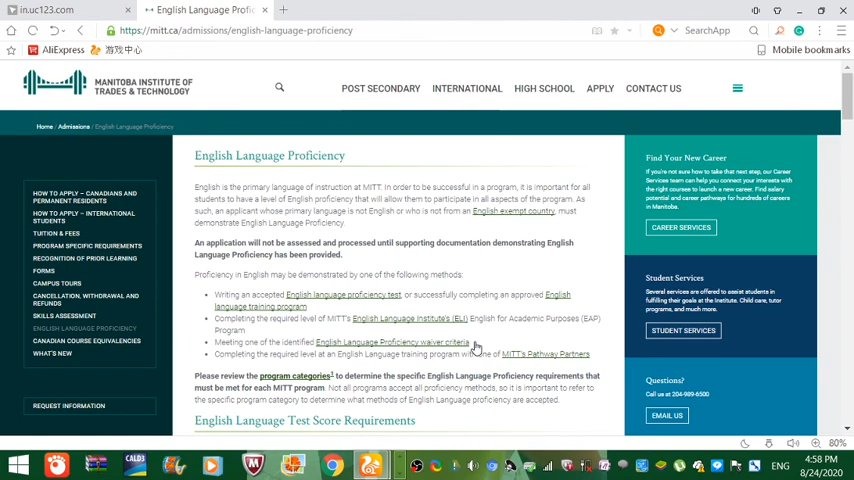 in.uc123.com
English Language Profic
https://mitt.ca/admissions/english-language-proficiency
SearchApp
AliExpress
游戏中心
Mobile bookmarks
MANITOBA INSTITUTE OF
TRADES & TECHNOLOGY
POST SECONDARY
INTERNATIONAL
HIGH SCHOOL
APPLY
CONTACT US
Home / Admissions / English Language Proficiency
HOW TO APPLY – CANADIANS AND
PERMANENT RESIDENTS
HOW TO APPLY – INTERNATIONAL
STUDENTS
TUITION & FEES
PROGRAM SPECIFIC REQUIREMENTS
RECOGNITION OF PRIOR LEARNING
FORMS
CAMPUS TOURS
CANCELLATION, WITHDRAWAL AND
REFUNDS
SKILLS ASSESSMENT
ENGLISH LANGUAGE PROFICIENCY
CANADIAN COURSE EQUIVALENCIES
WHAT'S NEW
REQUEST INFORMATION
English Language Proficiency
English is the primary language of instruction at MITT. In order to be successful in a program, it is important for all
students to have a level of English proficiency that will allow them to participate in all aspects of the program. As
such, an applicant whose primary language is not English or who is not from an English exempt country, must
demonstrate English Language Proficiency.
An application will not be assessed and processed until supporting documentation demonstrating English
Language Proficiency has been provided.
Proficiency in English may be demonstrated by one of the following methods:
• Writing an accepted English language proficiency test, or successfully completing an approved English
language training program
• Completing the required level of MITT's English Language Institute's (ELI) English for Academic Purposes (EAP)
Program
• Meeting one of the identified English Language Proficiency waiver criteria
• Completing the required level at an English Language training program with one of MITT's Pathway Partners
Please review the program categories¹ to determine the specific English Language Proficiency requirements that
must be met for each MITT program. Not all programs accept all proficiency methods, so it is important to refer to
the specific program category to determine what methods of English Language proficiency are accepted.
English Language Test Score Requirements
Find Your New Career
If you're not sure how to take that next step, our Career
Services team can help you connect your interests with
the right courses to launch a new career. Find salary
potential and career pathways for hundreds of careers
in Manitoba.
CAREER SERVICES
Student Services
Several services are offered to assist students in
fulfilling their goals at the Institute. Child care, tutor
programs, and much more.
STUDENT SERVICES
Questions?
Call us at 204-989-6500
EMAIL US
80%
CALD3
ENG
4:58 PM
8/24/2020